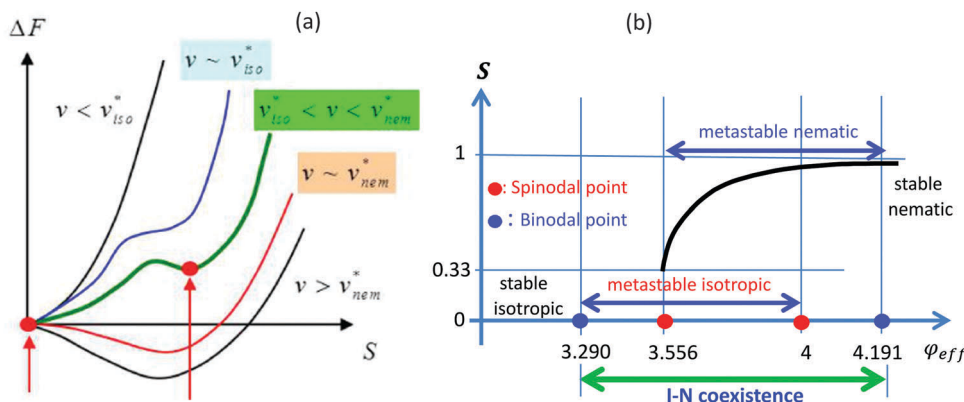 (a)
ΔF
v ~ v*iso
v < v*iso
v*iso < v < v*nem
v ~ v*nem
v > v*nem
S
(b)
S
metastable nematic
1
: Spinodal point
: Binodal point
stable
nematic
0.33
stable
isotropic
metastable isotropic
0
3.290
3.556
4
4.191
φeff
I-N coexistence